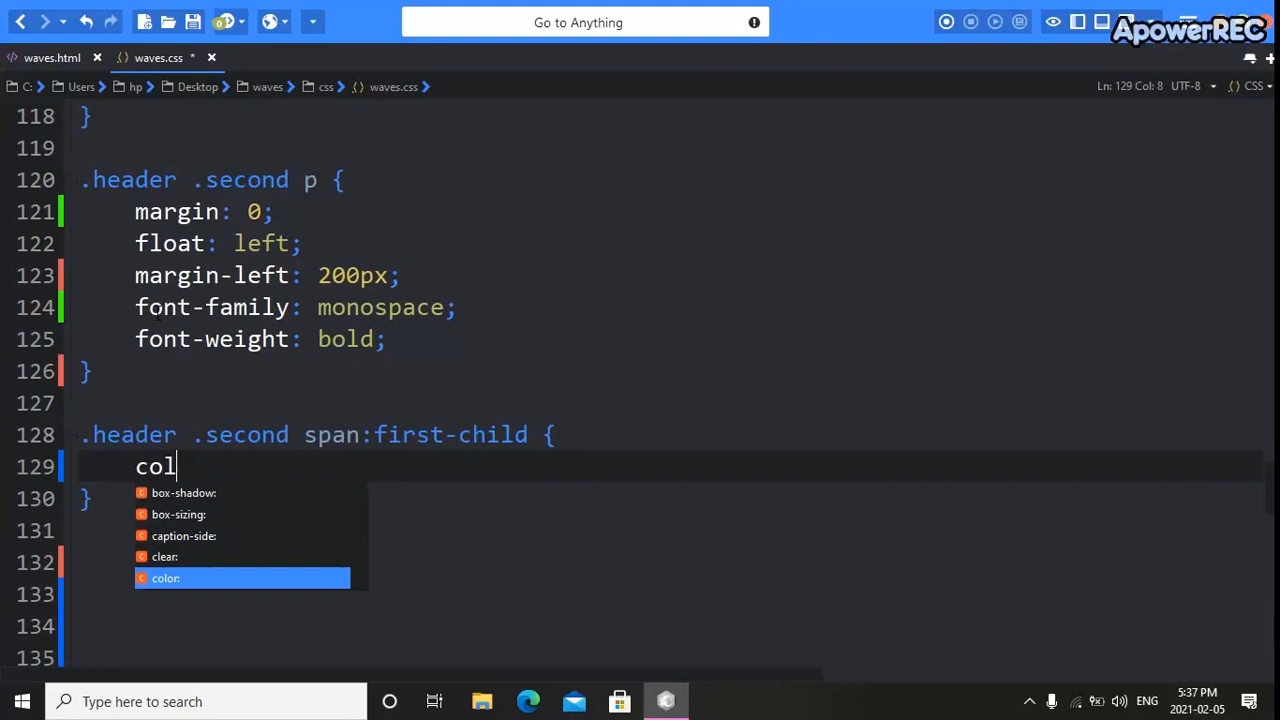 Go to Anything
ApowerREC
waves.html
waves.css *
C:
Users
hp
Desktop
waves
css
waves.css
Ln: 129 Col: 8 UTF-8
CSS
118 }
119
120 .header .second p {
121 margin: 0;
122 float: left;
123 margin-left: 200px;
124 font-family: monospace;
125 font-weight: bold;
126 }
127
128 .header .second span:first-child {
129 col
130 }
131
132
133
134
135
box-shadow:
box-sizing:
caption-side:
clear:
color:
Type here to search
ENG
5:37 PM
2021-02-05